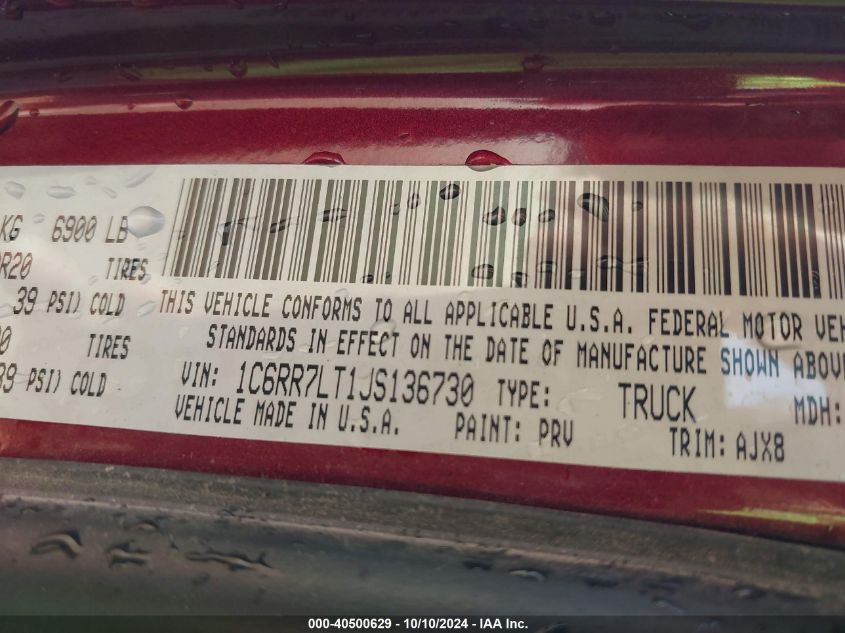 KG 6900 LB
R20 TIRES
39 PSI) COLD
TIRES
39 PSI) COLD
THIS VEHICLE CONFORMS TO ALL APPLICABLE U.S.A. FEDERAL MOTOR VEH
STANDARDS IN EFFECT ON THE DATE OF MANUFACTURE SHOWN ABOV
VIN: 1C6RR7LT1JS136730 TYPE: TRUCK MDH:
VEHICLE MADE IN U.S.A. PAINT: PRV TRIM: AJX8
000-40500629 - 10/10/2024 - IAA Inc.